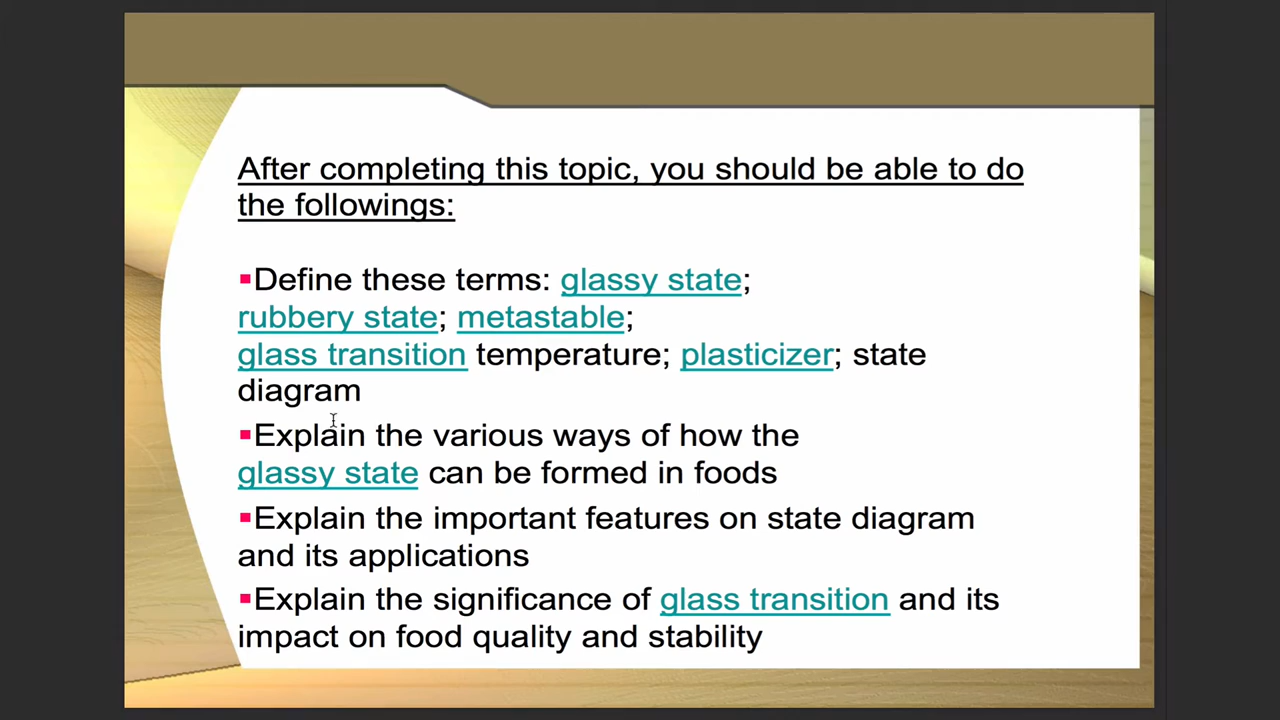 After completing this topic, you should be able to do
the followings:
▪Define these terms: glassy state;
rubbery state; metastable;
glass transition temperature; plasticizer; state
diagram
▪Explain the various ways of how the
glassy state can be formed in foods
▪Explain the important features on state diagram
and its applications
▪Explain the significance of glass transition and its
impact on food quality and stability